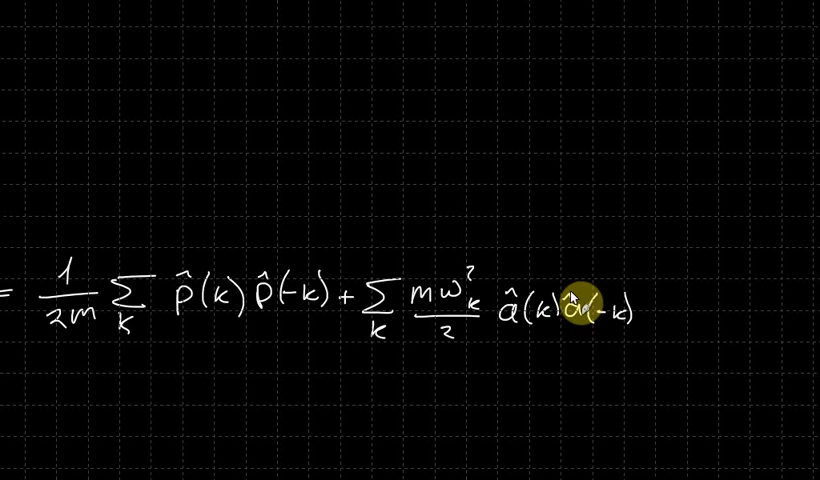 = 1/2m ∑_k p̂(k) p̂(-k) + ∑_k mω_k²/2 â(k) â(-k)